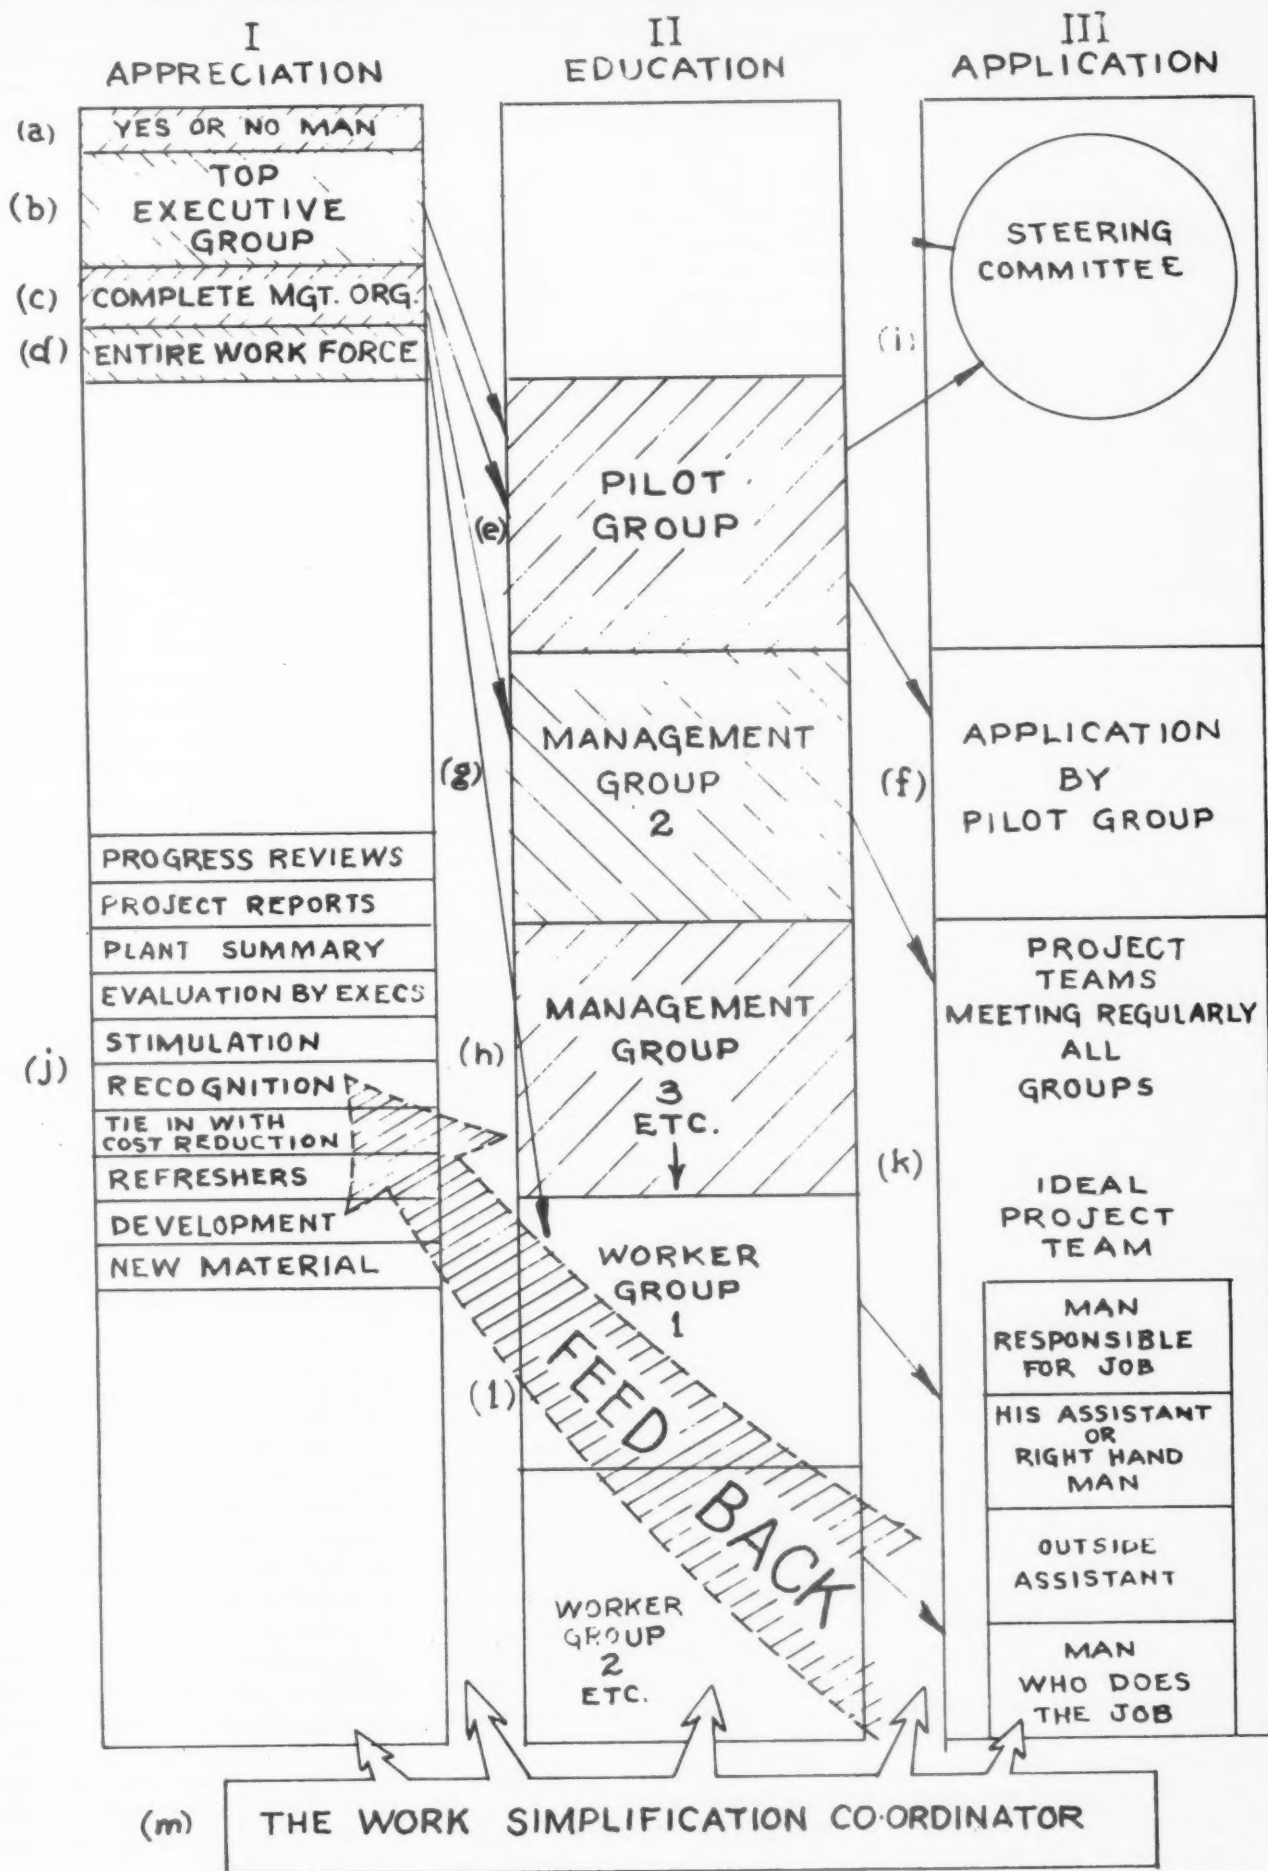 I
APPRECIATION
(a) YES OR NO MAN
(b) TOP
EXECUTIVE
GROUP
(c) COMPLETE MGT. ORG.
(d) ENTIRE WORK FORCE
PROGRESS REVIEWS
PROJECT REPORTS
PLANT SUMMARY
EVALUATION BY EXECS
STIMULATION
(j) RECOGNITION
TIE IN WITH
COST REDUCTION
REFRESHERS
DEVELOPMENT
NEW MATERIAL
II
EDUCATION
(e) PILOT
GROUP
(g) MANAGEMENT
GROUP
2
(h) MANAGEMENT
GROUP
3
ETC.
WORKER
GROUP
1
(l) FEED BACK
WORKER
GROUP
2
ETC.
III
APPLICATION
(i) STEERING
COMMITTEE
(f) APPLICATION
BY
PILOT GROUP
PROJECT
TEAMS
MEETING REGULARLY
ALL
GROUPS
(k)
IDEAL
PROJECT
TEAM
MAN
RESPONSIBLE
FOR JOB
HIS ASSISTANT
OR
RIGHT HAND
MAN
OUTSIDE
ASSISTANT
MAN
WHO DOES
THE JOB
(m) THE WORK SIMPLIFICATION CO-ORDINATOR